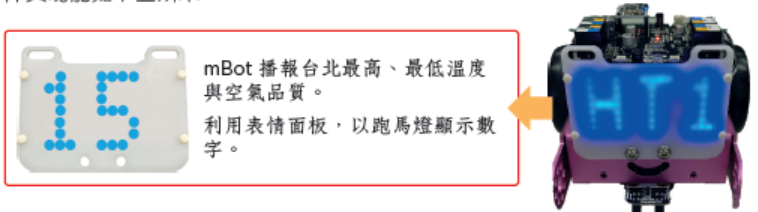 15
mBot 播報台北最高、最低溫度
與空氣品質。
利用表情面板，以跑馬燈顯示數
字。
HT1